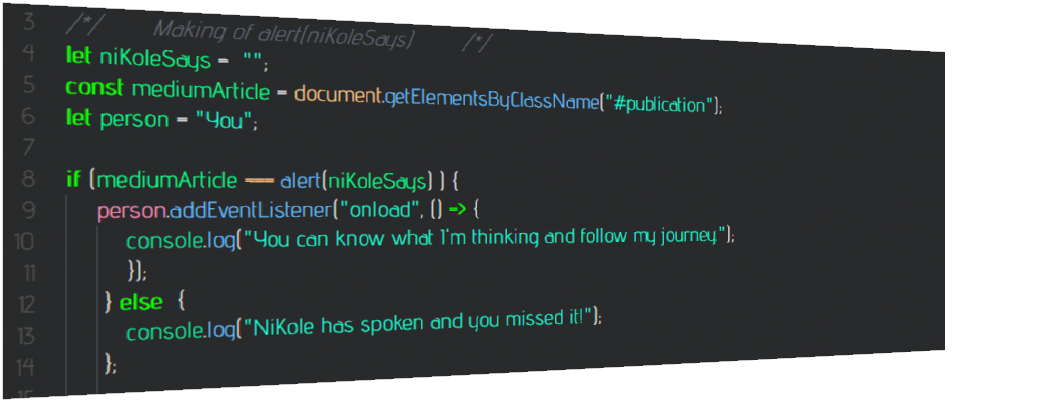 3 /*/ Making of alert(niKoleSays) /*/
4 let niKoleSays = "";
5 const mediumArticle = document.getElementsByClassName("#publication");
6 let person = "You";
7
8 if (mediumArticle === alert(niKoleSays) ) {
9 person.addEventListener("onload", () => {
10 console.log("You can know what I'm thinking and follow my journey.");
11 });
12 } else {
13 console.log("NiKole has spoken and you missed it!");
14 };